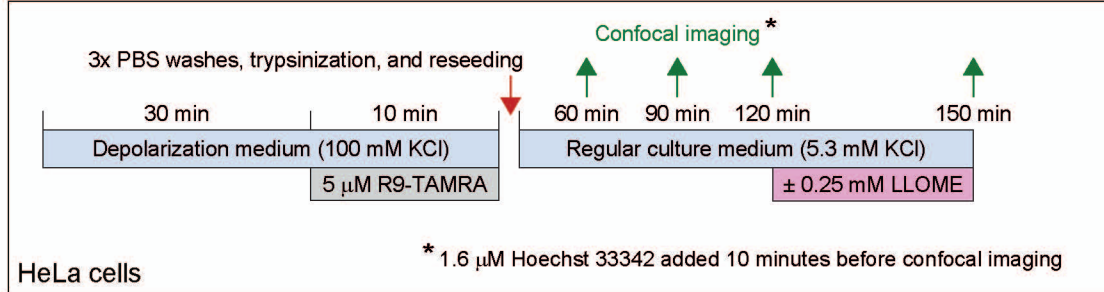 Confocal imaging *
3x PBS washes, trypsinization, and reseeding
30 min 10 min 60 min 90 min 120 min 150 min
Depolarization medium (100 mM KCl) Regular culture medium (5.3 mM KCl)
5 μM R9-TAMRA ± 0.25 mM LLOME
* 1.6 μM Hoechst 33342 added 10 minutes before confocal imaging
HeLa cells